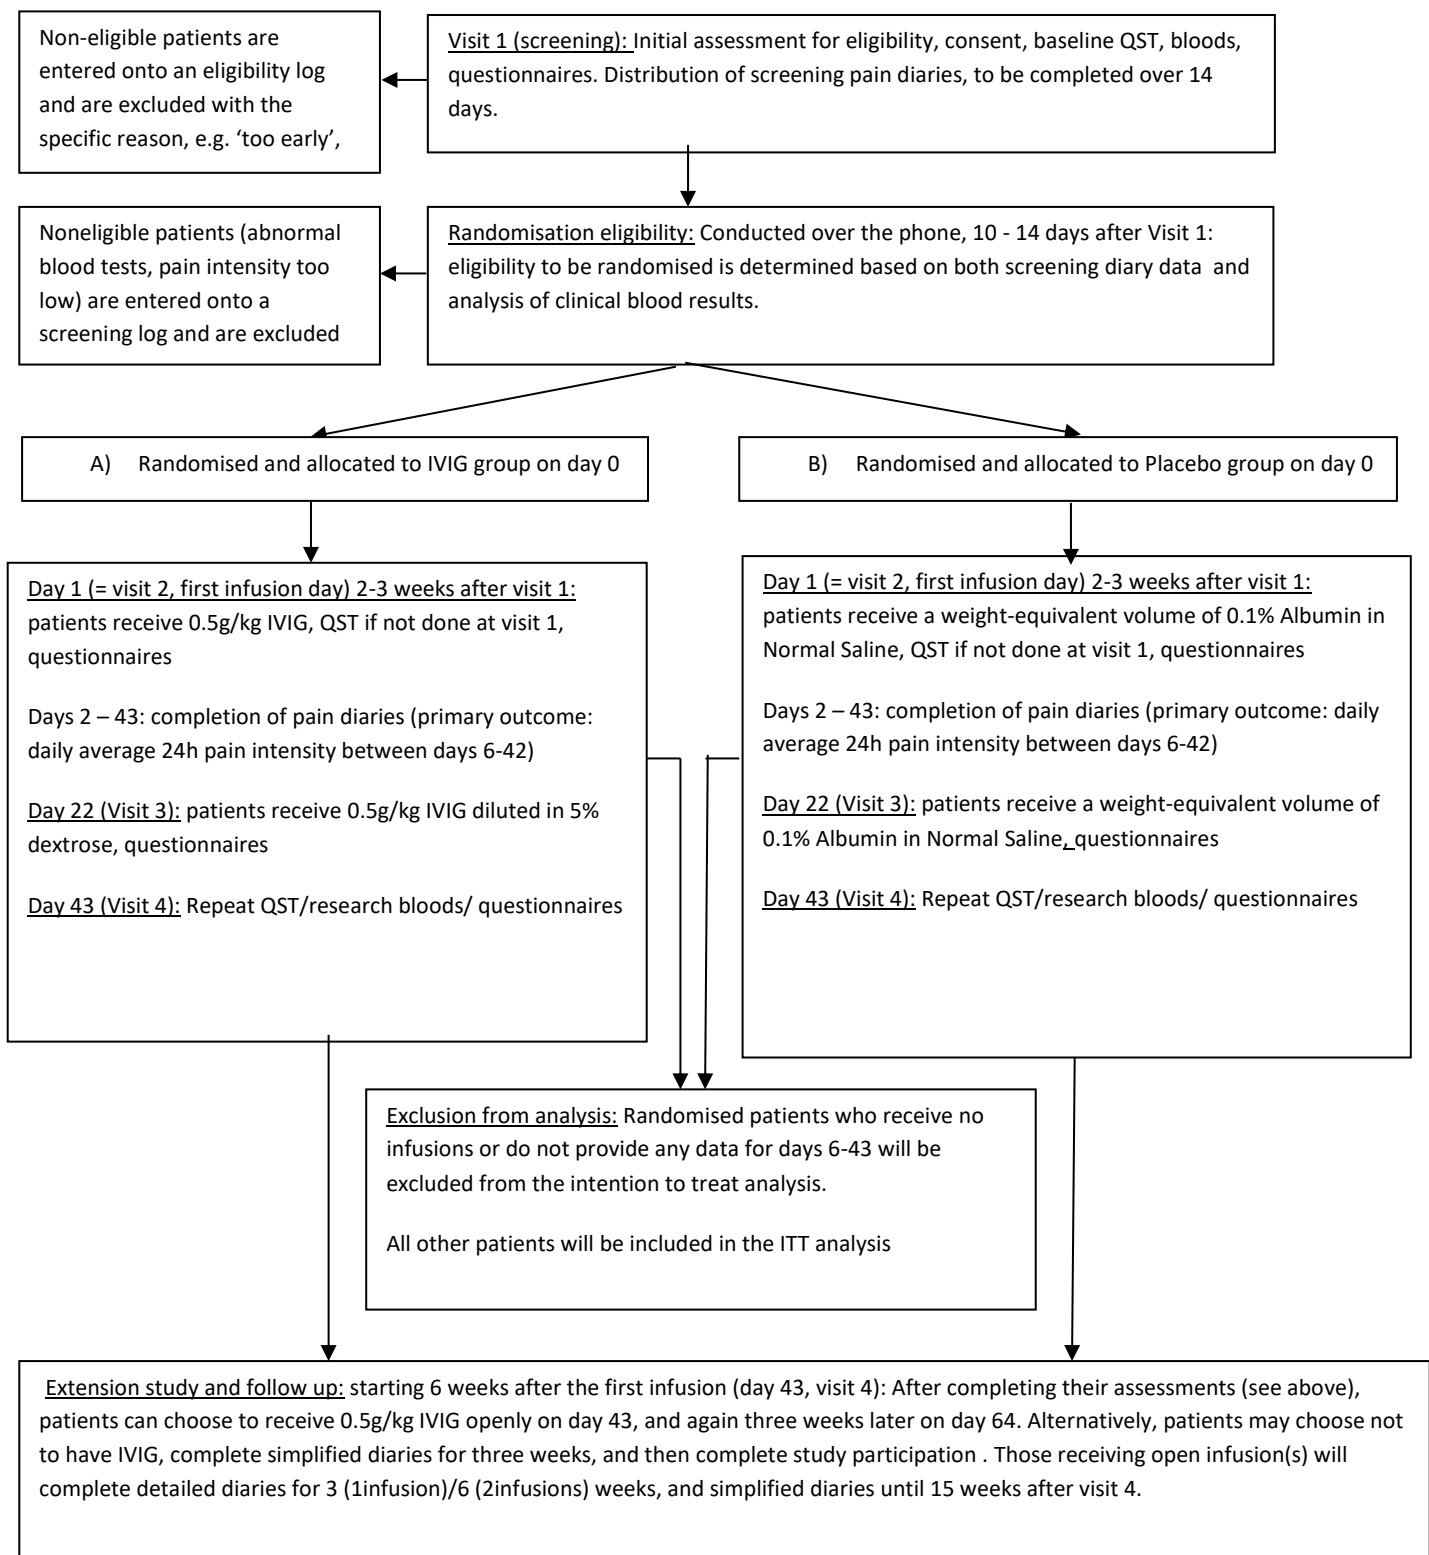 Non-eligible patients are
entered onto an eligibility log
and are excluded with the
specific reason, e.g. ‘too early’,
Visit 1 (screening): Initial assessment for eligibility, consent, baseline QST, bloods,
questionnaires. Distribution of screening pain diaries, to be completed over 14
days.
Noneligible patients (abnormal
blood tests, pain intensity too
low) are entered onto a
screening log and are excluded
Randomisation eligibility: Conducted over the phone, 10 - 14 days after Visit 1:
eligibility to be randomised is determined based on both screening diary data and
analysis of clinical blood results.
A) Randomised and allocated to IVIG group on day 0
B) Randomised and allocated to Placebo group on day 0
Day 1 (= visit 2, first infusion day) 2-3 weeks after visit 1:
patients receive 0.5g/kg IVIG, QST if not done at visit 1,
questionnaires
Days 2 – 43: completion of pain diaries (primary outcome:
daily average 24h pain intensity between days 6-42)
Day 22 (Visit 3): patients receive 0.5g/kg IVIG diluted in 5%
dextrose, questionnaires
Day 43 (Visit 4): Repeat QST/research bloods/ questionnaires
Day 1 (= visit 2, first infusion day) 2-3 weeks after visit 1:
patients receive a weight-equivalent volume of 0.1% Albumin in
Normal Saline, QST if not done at visit 1, questionnaires
Days 2 – 43: completion of pain diaries (primary outcome: daily
average 24h pain intensity between days 6-42)
Day 22 (Visit 3): patients receive a weight-equivalent volume of
0.1% Albumin in Normal Saline, questionnaires
Day 43 (Visit 4): Repeat QST/research bloods/ questionnaires
Exclusion from analysis: Randomised patients who receive no
infusions or do not provide any data for days 6-43 will be
excluded from the intention to treat analysis.
All other patients will be included in the ITT analysis
Extension study and follow up: starting 6 weeks after the first infusion (day 43, visit 4): After completing their assessments (see above),
patients can choose to receive 0.5g/kg IVIG openly on day 43, and again three weeks later on day 64. Alternatively, patients may choose not
to have IVIG, complete simplified diaries for three weeks, and then complete study participation . Those receiving open infusion(s) will
complete detailed diaries for 3 (1infusion)/6 (2infusions) weeks, and simplified diaries until 15 weeks after visit 4.